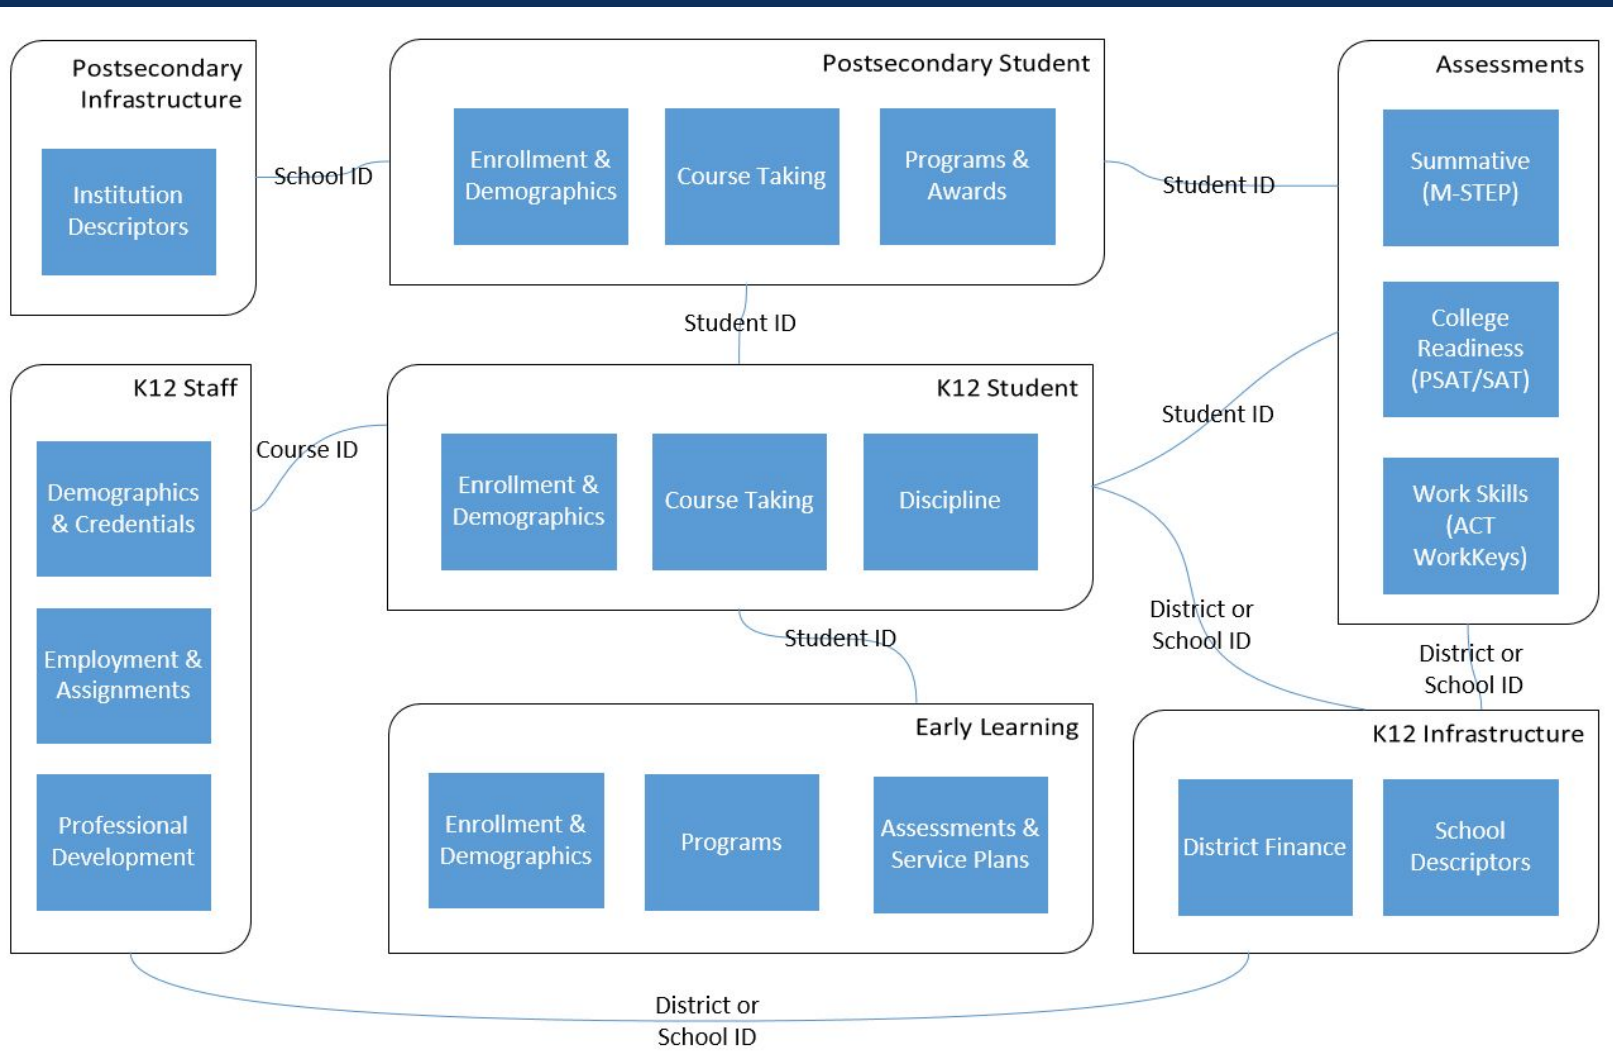 Postsecondary
Infrastructure
Institution
Descriptors
School ID
Postsecondary Student
Enrollment &
Demographics
Course Taking
Programs &
Awards
Student ID
Assessments
Summative
(M-STEP)
College
Readiness
(PSAT/SAT)
Work Skills
(ACT
WorkKeys)
Student ID
K12 Staff
Demographics
& Credentials
Employment &
Assignments
Professional
Development
Course ID
K12 Student
Enrollment &
Demographics
Course Taking
Discipline
Student ID
District or
School ID
District or
School ID
Student ID
Early Learning
Enrollment &
Demographics
Programs
Assessments &
Service Plans
K12 Infrastructure
District Finance
School
Descriptors
District or
School ID